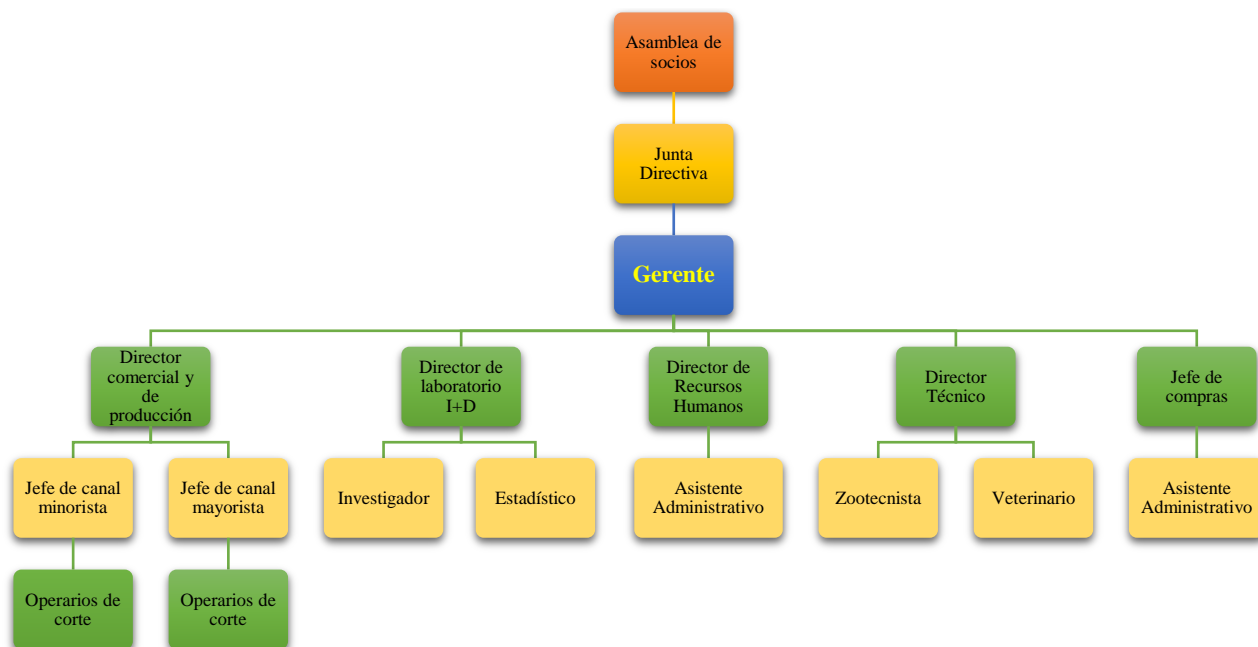 Asamblea de
socios
Junta
Directiva
Gerente
Director
comercial y
de
producción
Director de
laboratorio
I+D
Director de
Recursos
Humanos
Director
Técnico
Jefe de
compras
Jefe de canal
minorista
Jefe de canal
mayorista
Investigador
Estadístico
Asistente
Administrativo
Zootecnista
Veterinario
Asistente
Administrativo
Operarios de
corte
Operarios de
corte